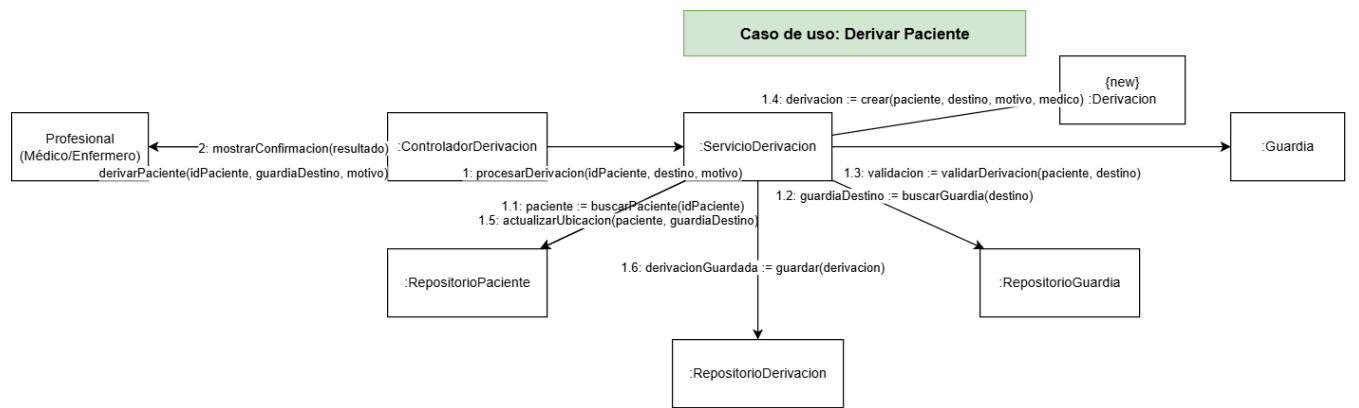 Caso de uso: Derivar Paciente
{new}
:Derivacion
1.4: derivacion := crear(paciente, destino, motivo, medico)
Profesional
(Médico/Enfermero)
2: mostrarConfirmacion(resultado)
:ControladorDerivacion
:ServicioDerivacion
:Guardia
derivarPaciente(idPaciente, guardiaDestino, motivo)
1: procesarDerivacion(idPaciente, destino, motivo)
1.3: validacion := validarDerivacion(paciente, destino)
1.2: guardiaDestino := buscarGuardia(destino)
1.1: paciente := buscarPaciente(idPaciente)
1.5: actualizarUbicacion(paciente, guardiaDestino)
1.6: derivacionGuardada := guardar(derivacion)
:RepositorioPaciente
:RepositorioGuardia
:RepositorioDerivacion